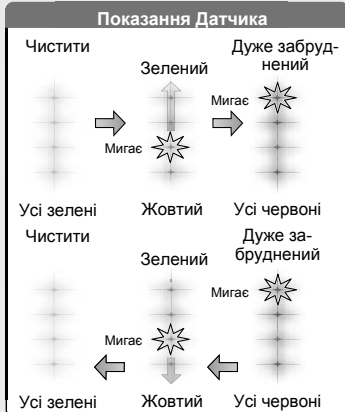 Показання Датчика
Чистити
Зелений
Дуже забруд-
нений
Мигає
Мигає
Усі зелені
Жовтий
Усі червоні
Чистити
Зелений
Дуже за-
бруднений
Мигає
Мигає
Усі зелені
Жовтий
Усі червоні